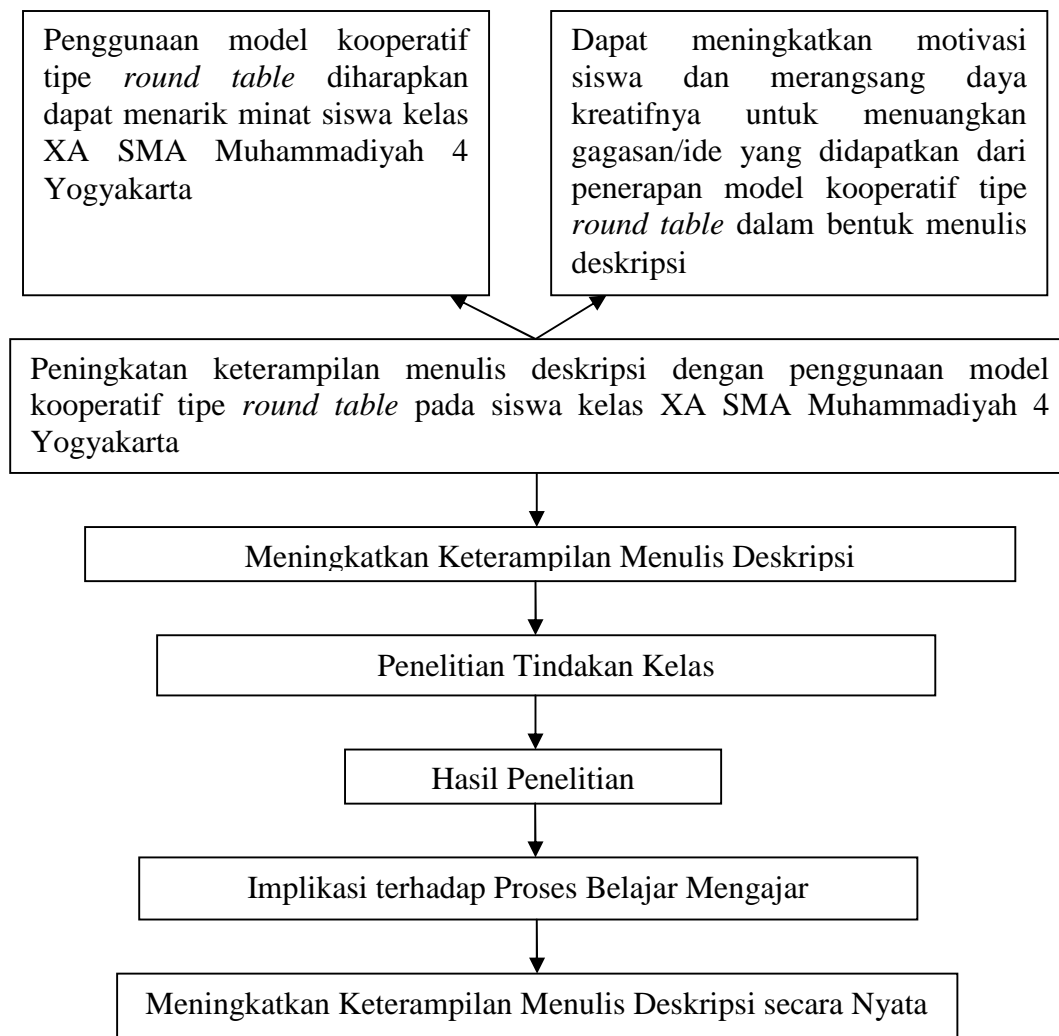 Penggunaan model kooperatif
tipe round table diharapkan
dapat menarik minat siswa kelas
XA SMA Muhammadiyah 4
Yogyakarta
Dapat meningkatkan motivasi
siswa dan merangsang daya
kreatifnya untuk menuangkan
gagasan/ide yang didapatkan dari
penerapan model kooperatif tipe
round table dalam bentuk menulis
deskripsi
Peningkatan keterampilan menulis deskripsi dengan penggunaan model
kooperatif tipe round table pada siswa kelas XA SMA Muhammadiyah 4
Yogyakarta
Meningkatkan Keterampilan Menulis Deskripsi
Penelitian Tindakan Kelas
Hasil Penelitian
Implikasi terhadap Proses Belajar Mengajar
Meningkatkan Keterampilan Menulis Deskripsi secara Nyata